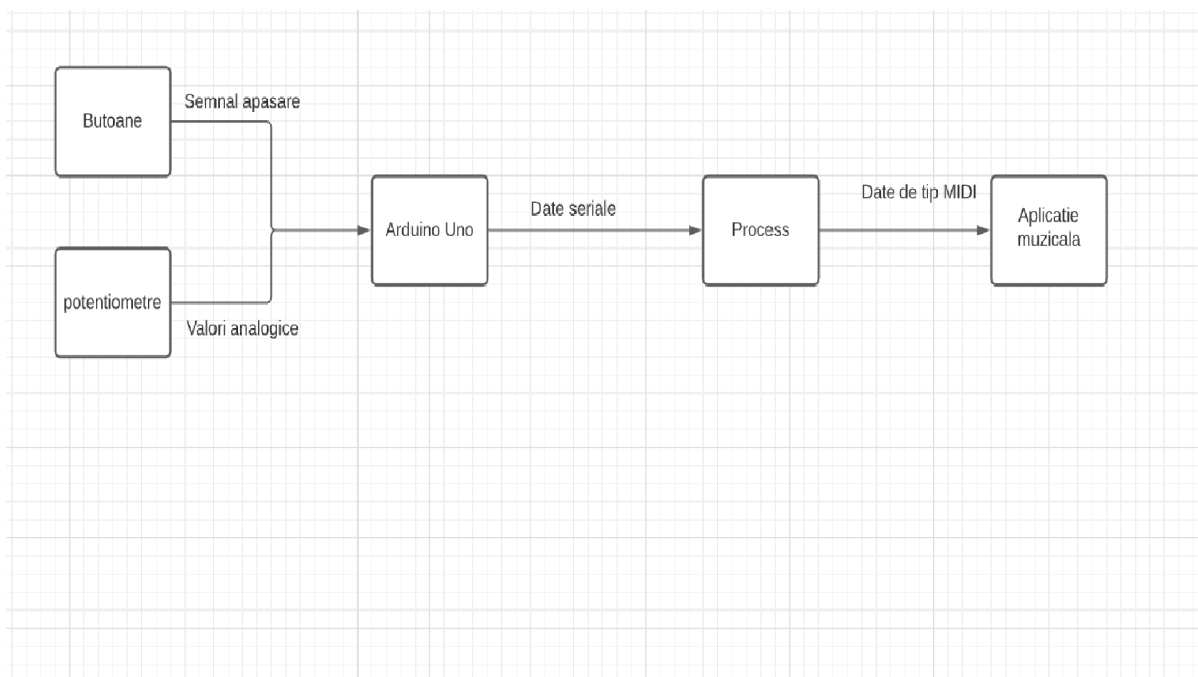 Butoane
Semnal apasare
potentiometre
Valori analogice
Arduino Uno
Date seriale
Process
Date de tip MIDI
Aplicatie
muzicala